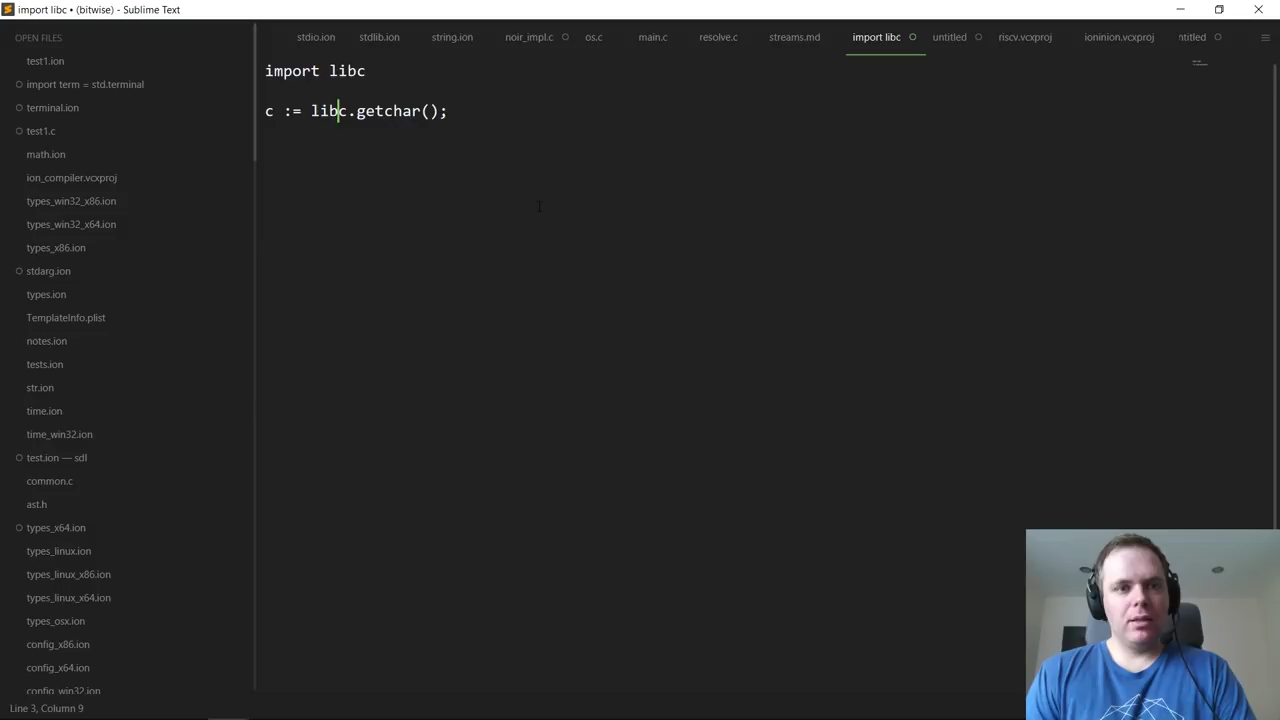 import libc • (bitwise) - Sublime Text
OPEN FILES
test1.ion
import term = std.terminal
terminal.ion
test1.c
math.ion
ion_compiler.vcxproj
types_win32_x86.ion
types_win32_x64.ion
types_x86.ion
stdarg.ion
types.ion
TemplateInfo.plist
notes.ion
tests.ion
str.ion
time.ion
time_win32.ion
test.ion — sdl
common.c
ast.h
types_x64.ion
types_linux.ion
types_linux_x86.ion
types_linux_x64.ion
types_osx.ion
config_x86.ion
config_x64.ion
config_win32.ion
stdio.ion stdlib.ion string.ion noir_impl.c os.c main.c resolve.c streams.md import libc untitled riscv.vcxproj ioninion.vcxproj ntitled
import libc
c := libc.getchar();
Line 3, Column 9